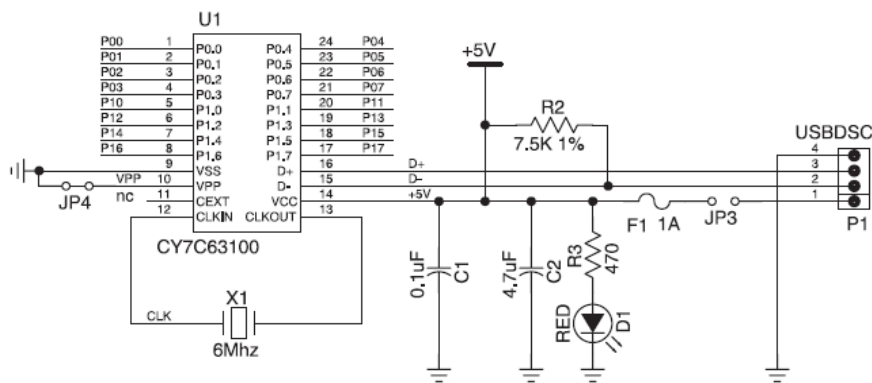 U1
P00 1 P0.0 P0.4 24 P04
P01 2 P0.1 P0.5 23 P05
P02 3 P0.2 P0.6 22 P06
P03 4 P0.3 P0.7 21 P07
P10 5 P1.0 P1.1 20 P11
P12 6 P1.2 P1.3 19 P13
P14 7 P1.4 P1.5 18 P15
P16 8 P1.6 P1.7 17 P17
9 VSS D+ 16 D+
VPP 10 VPP D- 15 D-
nc 11 CEXT VCC 14 +5V
12 CLKIN CLKOUT 13
JP4
CY7C63100
CLK
X1
6Mhz
+5V
R2
7.5K 1%
USBDSC
4
3
2
1
P1
F1 1A
JP3
0.1uF C1
4.7uF C2
R3
470
RED D1